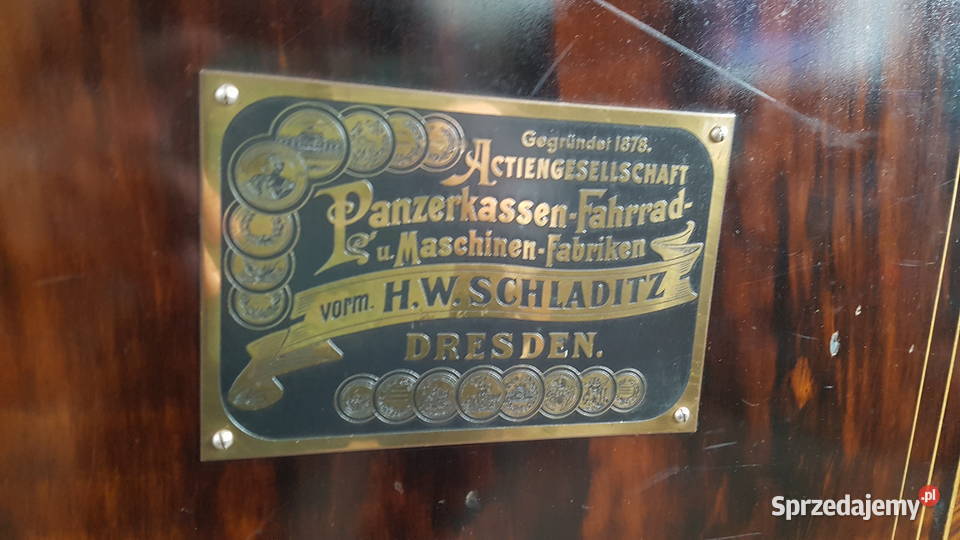 Gegründet 1878.
ACTIENGESELLSCHAFT
Panzerkassen-Fahrrad-
u. Maschinen-Fabriken
vorm. H.W. SCHLADITZ
DRESDEN.
Sprzedajemy.pl